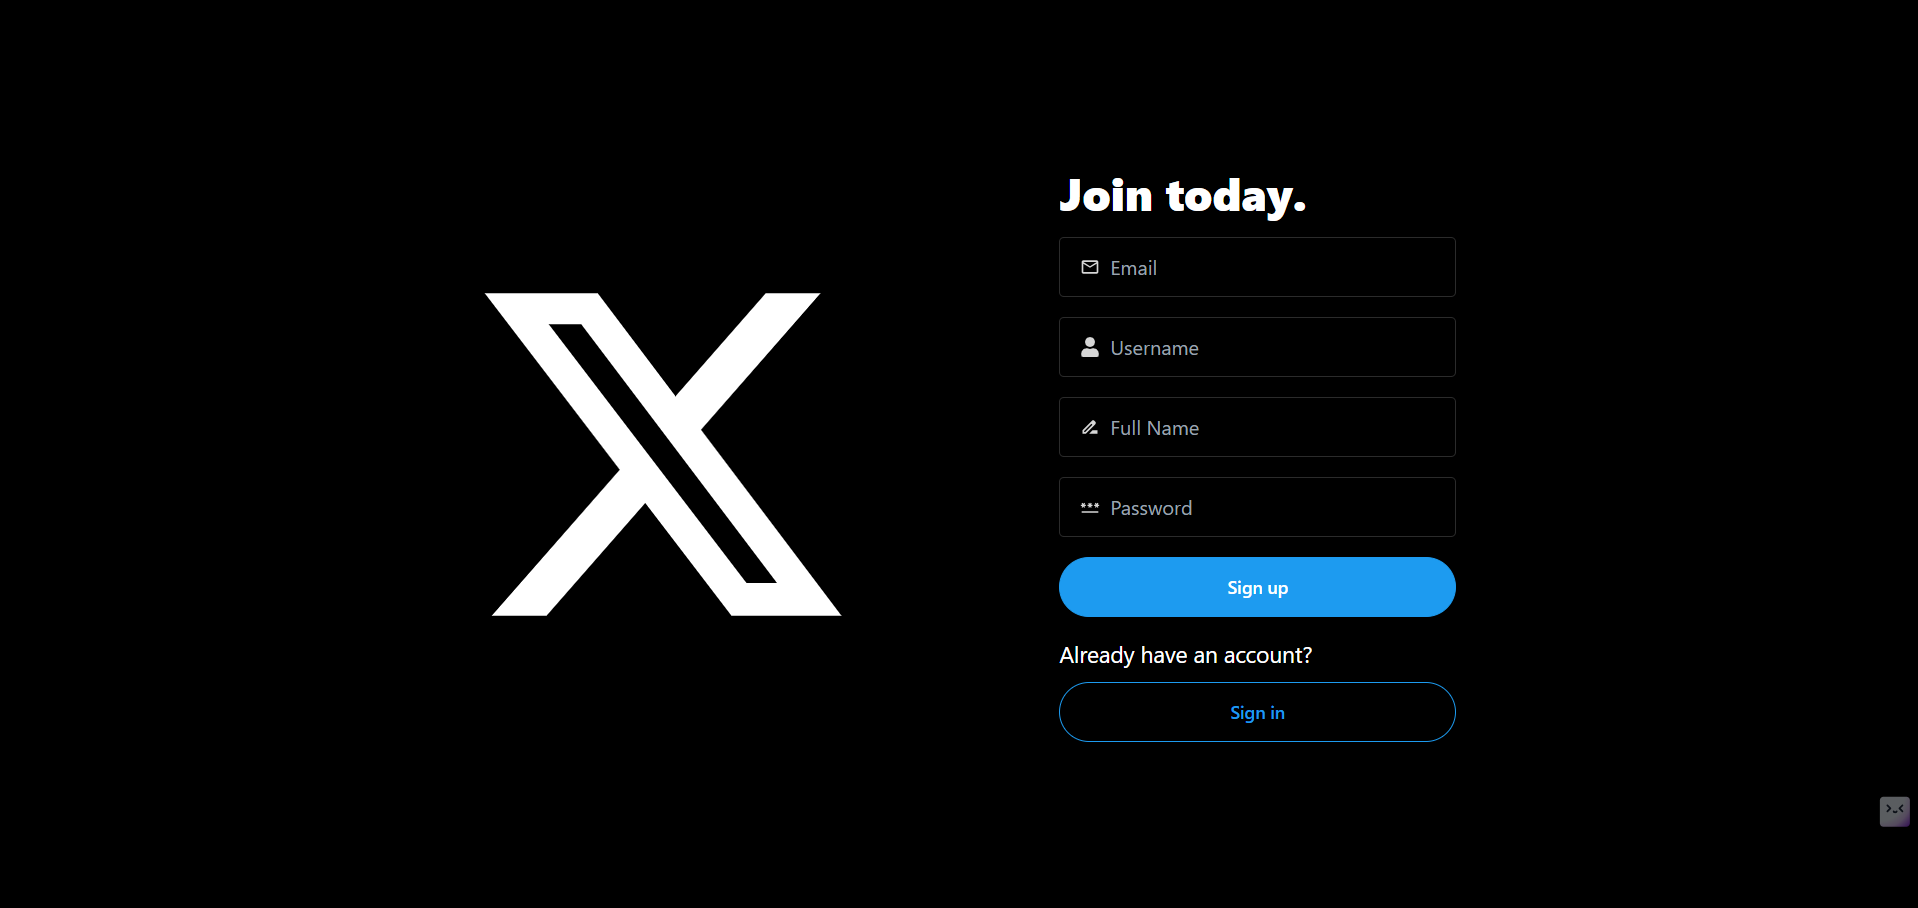 Join today.
Email
Username
Full Name
Password
Sign up
Already have an account?
Sign in